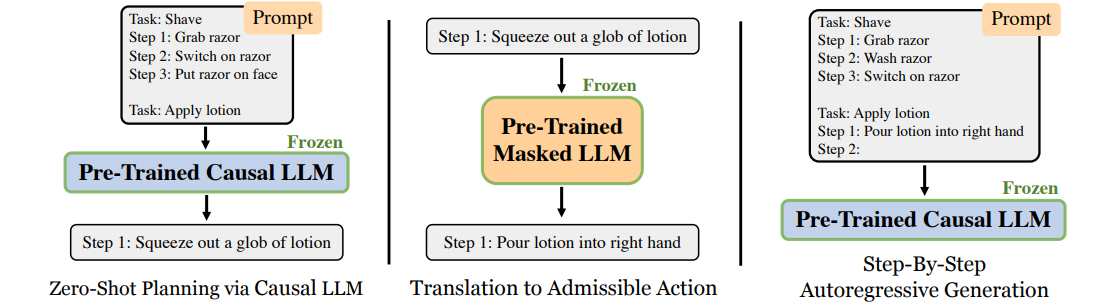 Prompt
Task: Shave
Step 1: Grab razor
Step 2: Switch on razor
Step 3: Put razor on face
Task: Apply lotion
Frozen
Pre-Trained Causal LLM
Step 1: Squeeze out a glob of lotion
Zero-Shot Planning via Causal LLM
Step 1: Squeeze out a glob of lotion
Frozen
Pre-Trained
Masked LLM
Step 1: Pour lotion into right hand
Translation to Admissible Action
Prompt
Task: Shave
Step 1: Grab razor
Step 2: Wash razor
Step 3: Switch on razor
Task: Apply lotion
Step 1: Pour lotion into right hand
Step 2:
Frozen
Pre-Trained Causal LLM
Step-By-Step
Autoregressive Generation